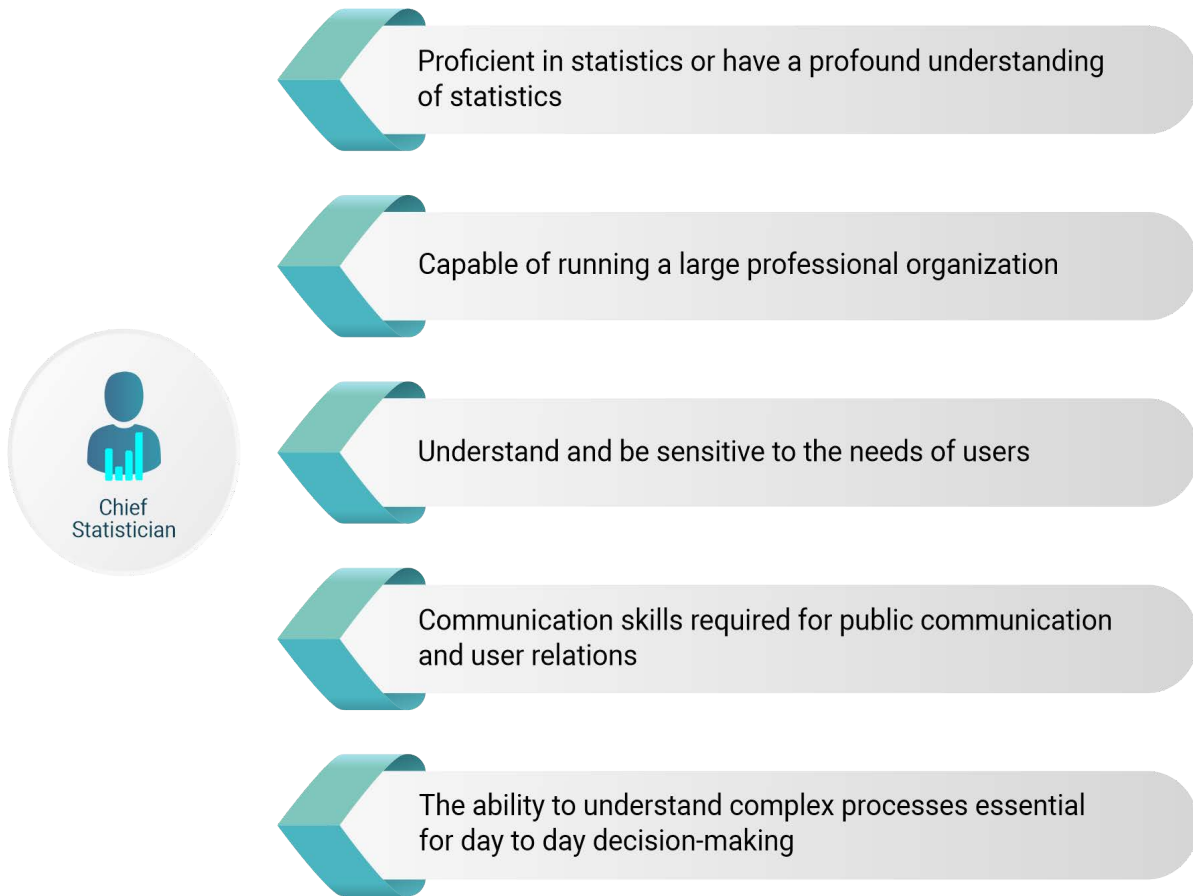 Proficient in statistics or have a profound understanding
of statistics
Capable of running a large professional organization
Understand and be sensitive to the needs of users
Chief
Statistician
Communication skills required for public communication
and user relations
The ability to understand complex processes essential
for day to day decision-making